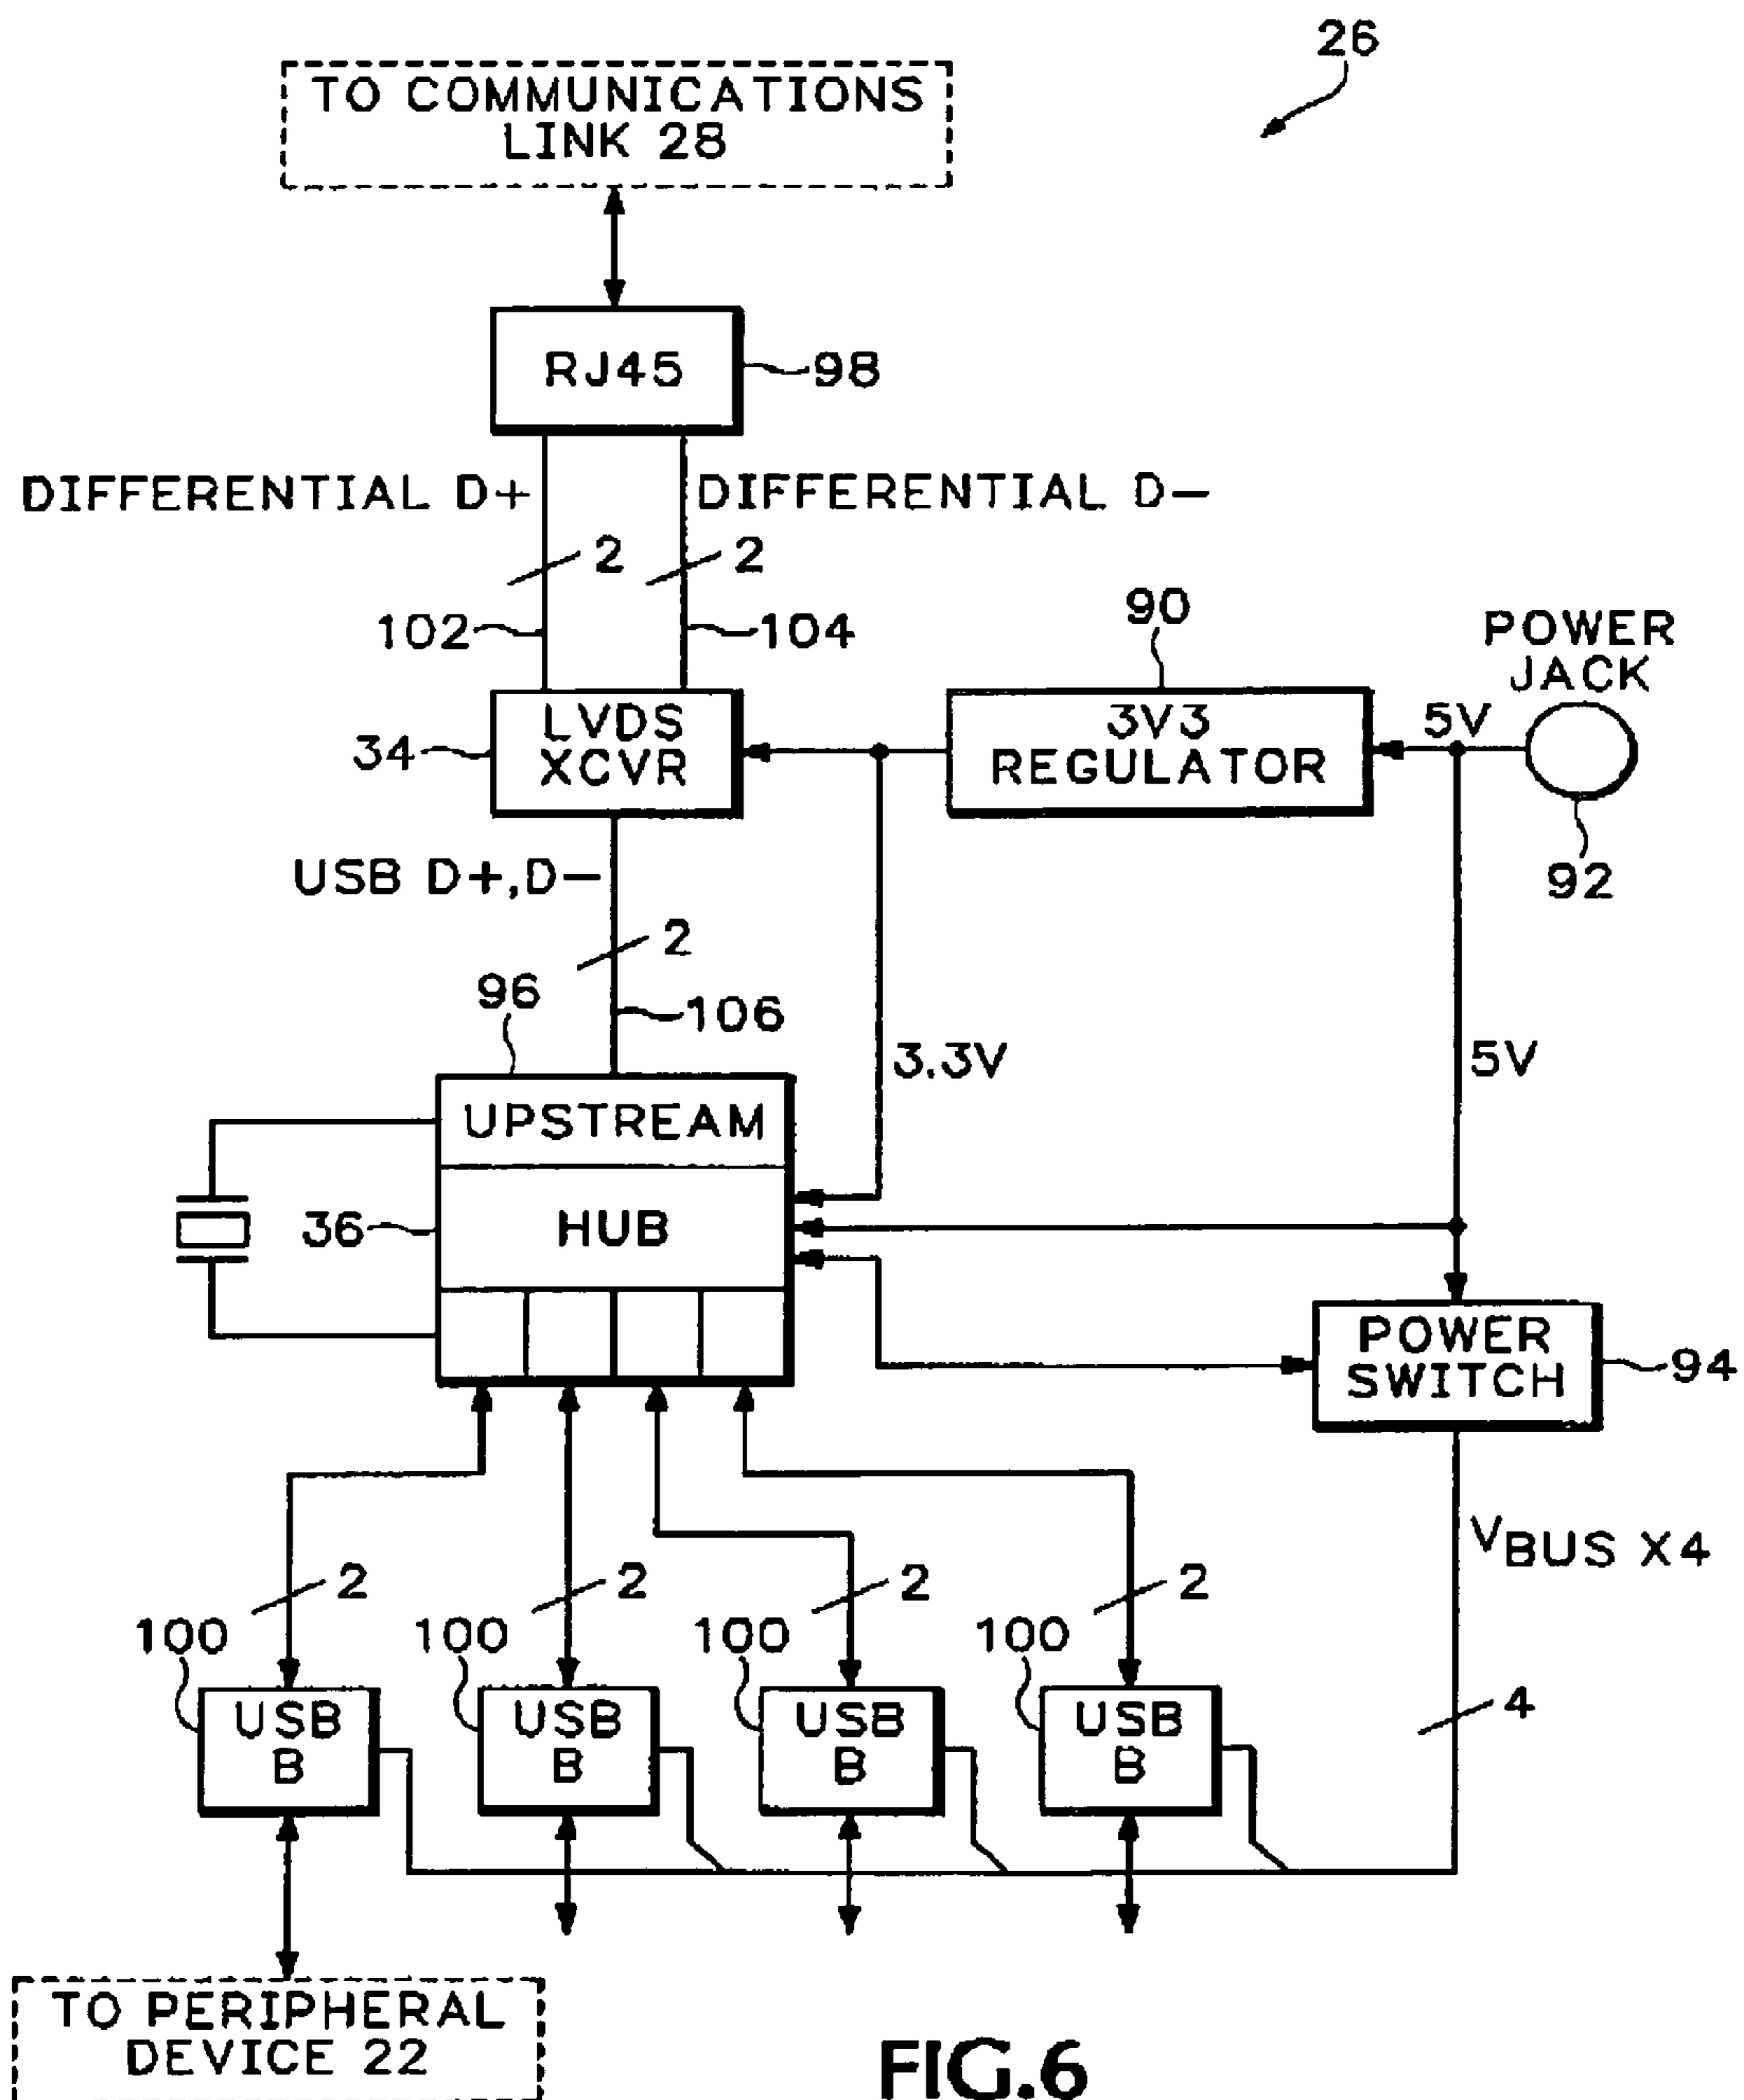 26
TO COMMUNICATIONS
LINK 28
RJ45
98
DIFFERENTIAL D+
DIFFERENTIAL D−
2
2
102
104
90
POWER
JACK
LVDS
XCVR
34
3V3
REGULATOR
5V
92
USB D+,D−
2
96
106
3.3V
5V
UPSTREAM
36
HUB
POWER
SWITCH
94
VBUS X4
2
2
2
2
100
100
100
100
USB
B
USB
B
USB
B
USB
B
4
TO PERIPHERAL
DEVICE 22
FIG.6